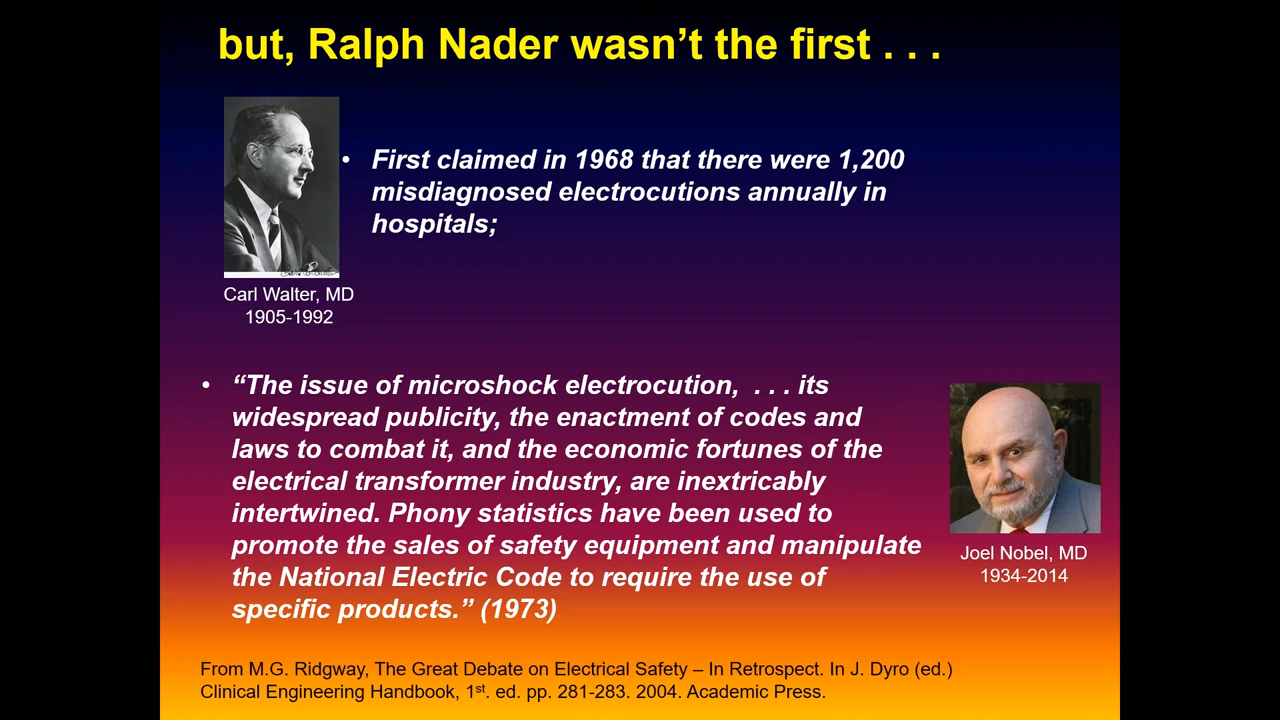 but, Ralph Nader wasn’t the first . . .
• First claimed in 1968 that there were 1,200
misdiagnosed electrocutions annually in
hospitals;
Carl Walter, MD
1905-1992
• “The issue of microshock electrocution, . . . its
widespread publicity, the enactment of codes and
laws to combat it, and the economic fortunes of the
electrical transformer industry, are inextricably
intertwined. Phony statistics have been used to
promote the sales of safety equipment and manipulate
the National Electric Code to require the use of
specific products.” (1973)
Joel Nobel, MD
1934-2014
From M.G. Ridgway, The Great Debate on Electrical Safety – In Retrospect. In J. Dyro (ed.)
Clinical Engineering Handbook, 1st. ed. pp. 281-283. 2004. Academic Press.